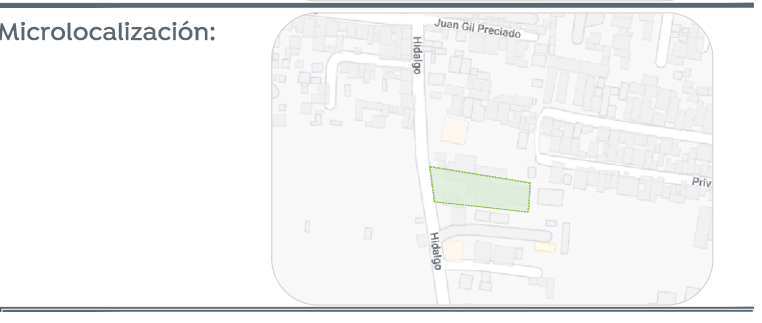 Microlocalización:
Juan Gil Preciado
Hidalgo
Priv
Hidalgo